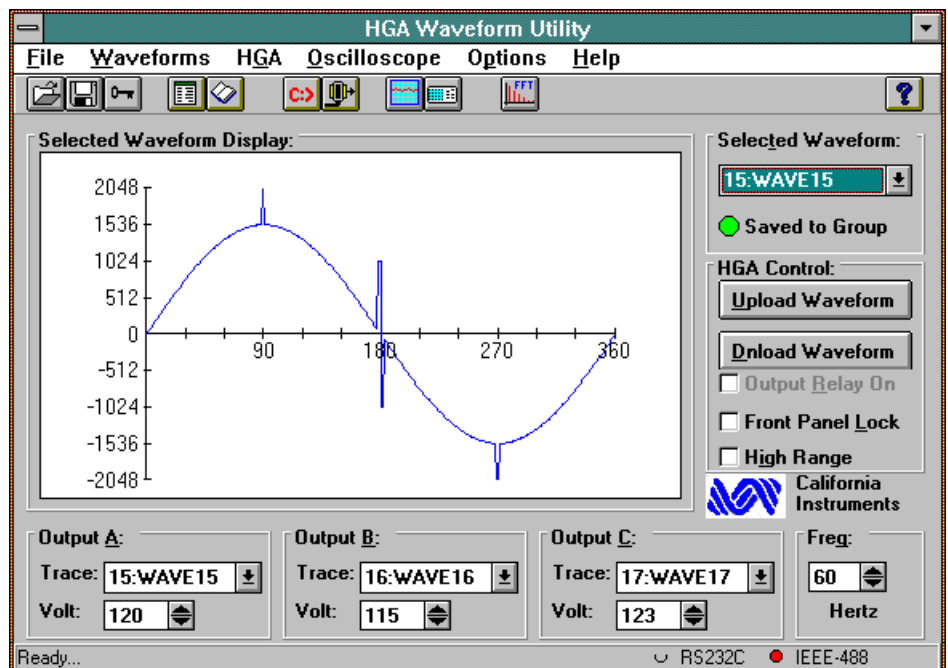 HGA Waveform Utility
File Waveforms HGA Oscilloscope Options Help
C:> FFT ?
Selected Waveform Display:
2048
1536
1024
512
0
-512
-1024
-1536
-2048
90 180 270 360
Selected Waveform:
15:WAVE15
Saved to Group
HGA Control:
Upload Waveform
Dnload Waveform
Output Relay On
Front Panel Lock
High Range
California
Instruments
Output A:
Trace: 15:WAVE15
Volt: 120
Output B:
Trace: 16:WAVE16
Volt: 115
Output C:
Trace: 17:WAVE17
Volt: 123
Freq:
60
Hertz
Ready...
RS232C IEEE-488